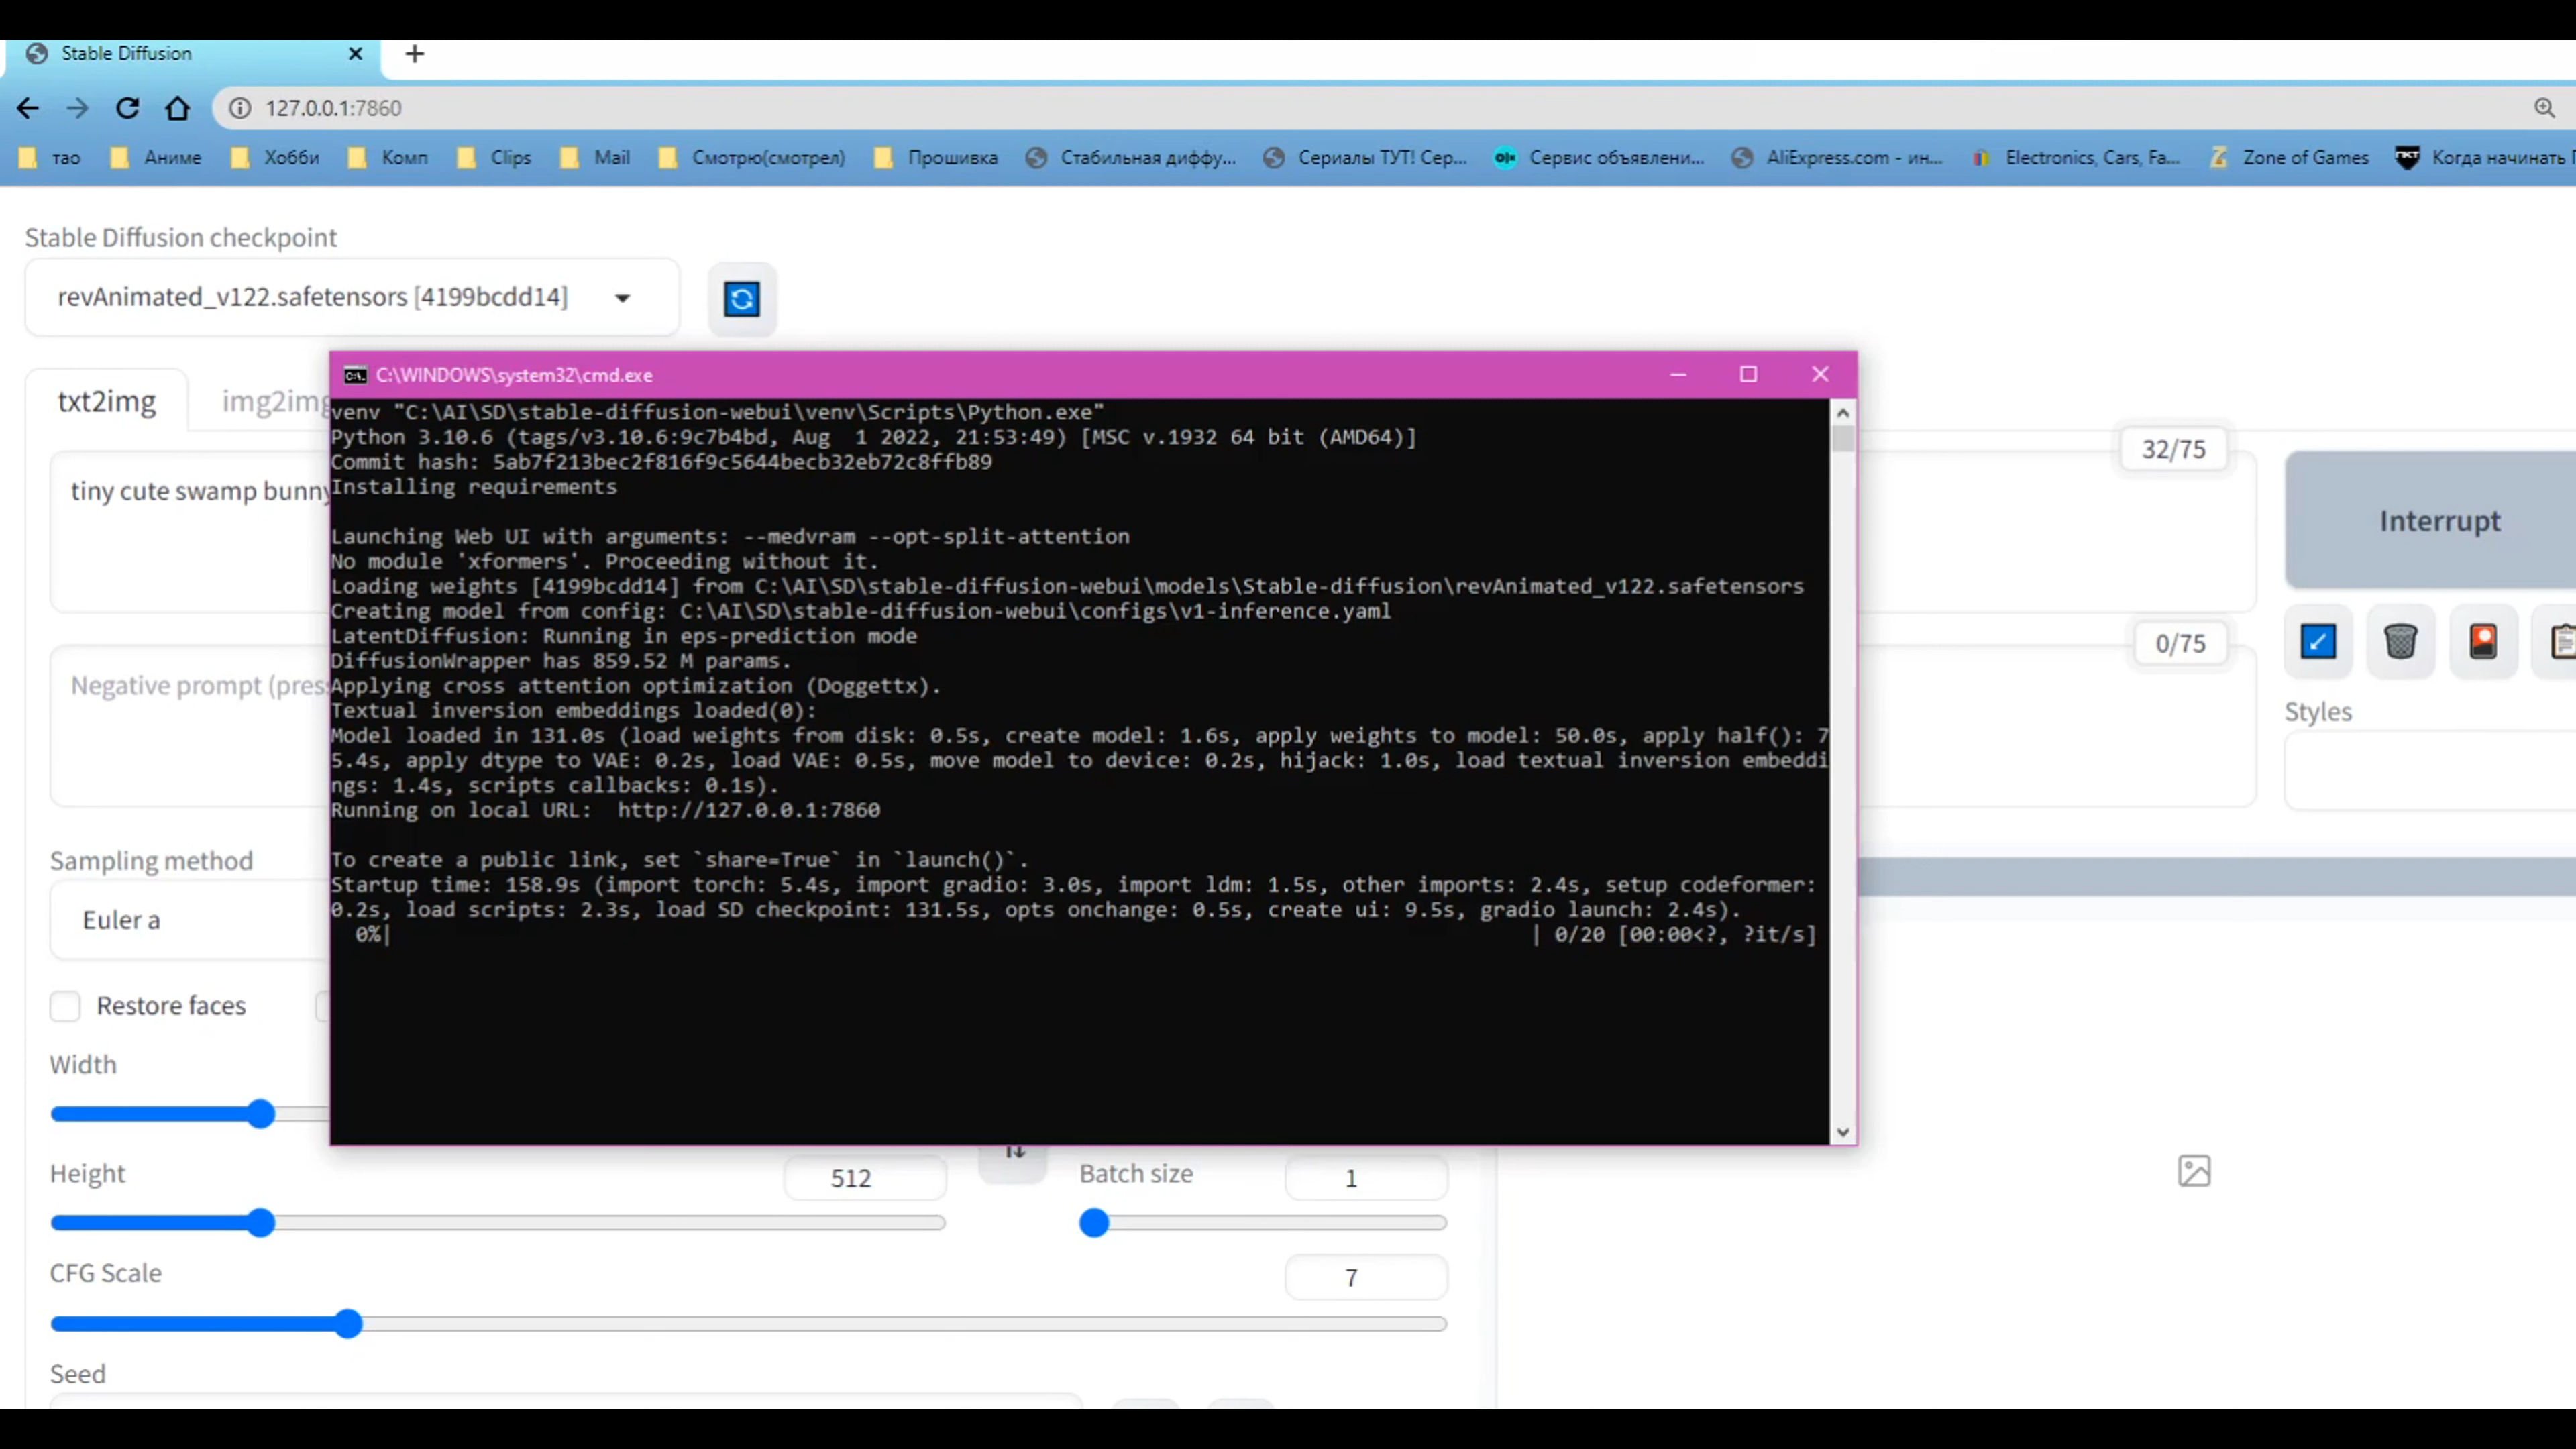 Stable Diffusion
127.0.0.1:7860
тао Аниме Хобби Комп Clips Mail Смотрю(смотрел) Прошивка Стабильная диффу... Сериалы ТУТ! Сер... Сервис объявлени... AliExpress.com - ин... Electronics, Cars, Fa... Zone of Games Когда начинать
Stable Diffusion checkpoint
revAnimated_v122.safetensors [4199bcdd14]
C:\WINDOWS\system32\cmd.exe
txt2img img2img
venv "C:\AI\SD\stable-diffusion-webui\venv\Scripts\Python.exe"
Python 3.10.6 (tags/v3.10.6:9c7b4bd, Aug  1 2022, 21:53:49) [MSC v.1932 64 bit (AMD64)]
Commit hash: 5ab7f213bec2f816f9c5644becb32eb72c8ffb89
Installing requirements
Launching Web UI with arguments: --medvram --opt-split-attention
No module 'xformers'. Proceeding without it.
Loading weights [4199bcdd14] from C:\AI\SD\stable-diffusion-webui\models\Stable-diffusion\revAnimated_v122.safetensors
Creating model from config: C:\AI\SD\stable-diffusion-webui\configs\v1-inference.yaml
LatentDiffusion: Running in eps-prediction mode
DiffusionWrapper has 859.52 M params.
Applying cross attention optimization (Doggettx).
Textual inversion embeddings loaded(0):
Model loaded in 131.0s (load weights from disk: 0.5s, create model: 1.6s, apply weights to model: 50.0s, apply half(): 7
5.4s, apply dtype to VAE: 0.2s, load VAE: 0.5s, move model to device: 0.2s, hijack: 1.0s, load textual inversion embeddi
ngs: 1.4s, scripts callbacks: 0.1s).
Running on local URL:  http://127.0.0.1:7860
To create a public link, set `share=True` in `launch()`.
Startup time: 158.9s (import torch: 5.4s, import gradio: 3.0s, import ldm: 1.5s, other imports: 2.4s, setup codeformer:
0.2s, load scripts: 2.3s, load SD checkpoint: 131.5s, opts onchange: 0.5s, create ui: 9.5s, gradio launch: 2.4s).
0%| | 0/20 [00:00<?, ?it/s]
tiny cute swamp bunny
32/75
Interrupt
Negative prompt (pres
0/75
Styles
Sampling method
Euler a
Restore faces
Width
Height 512
Batch size 1
CFG Scale 7
Seed